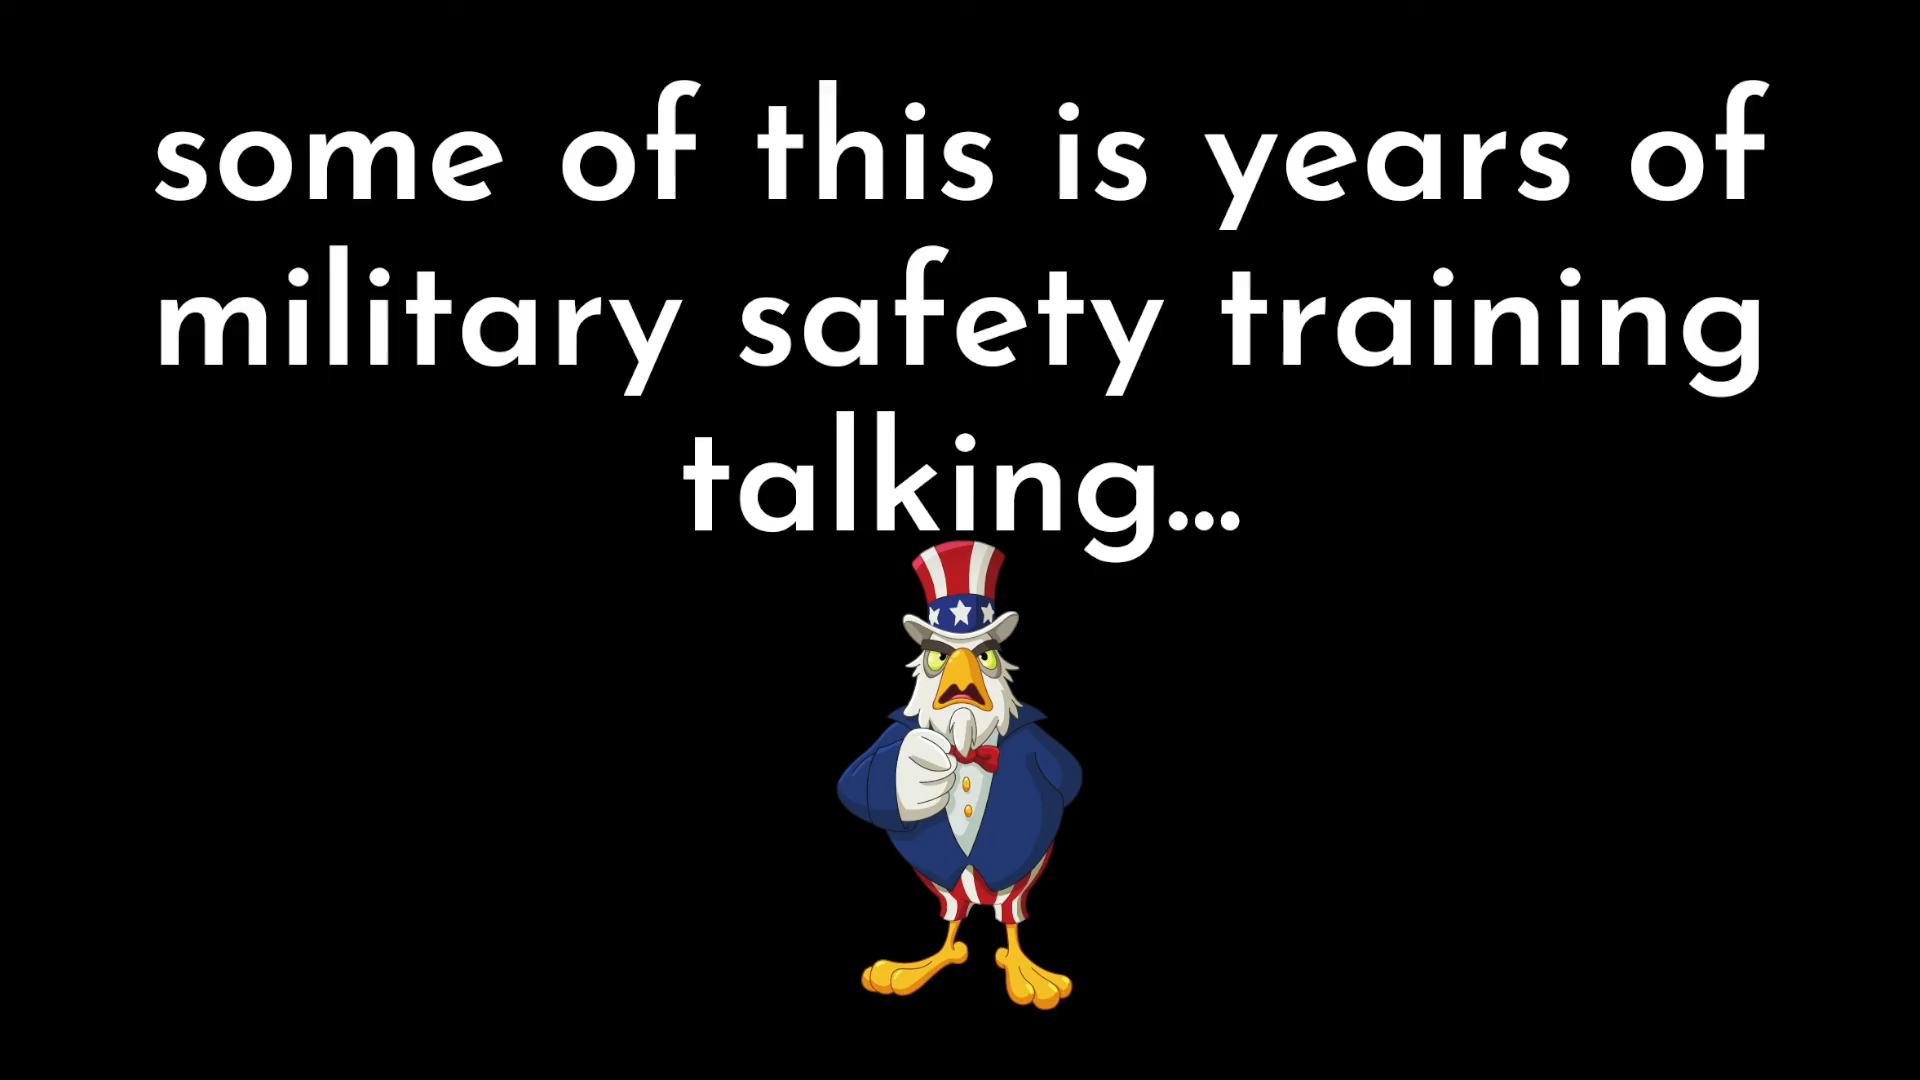 some of this is years of
military safety training
talking...